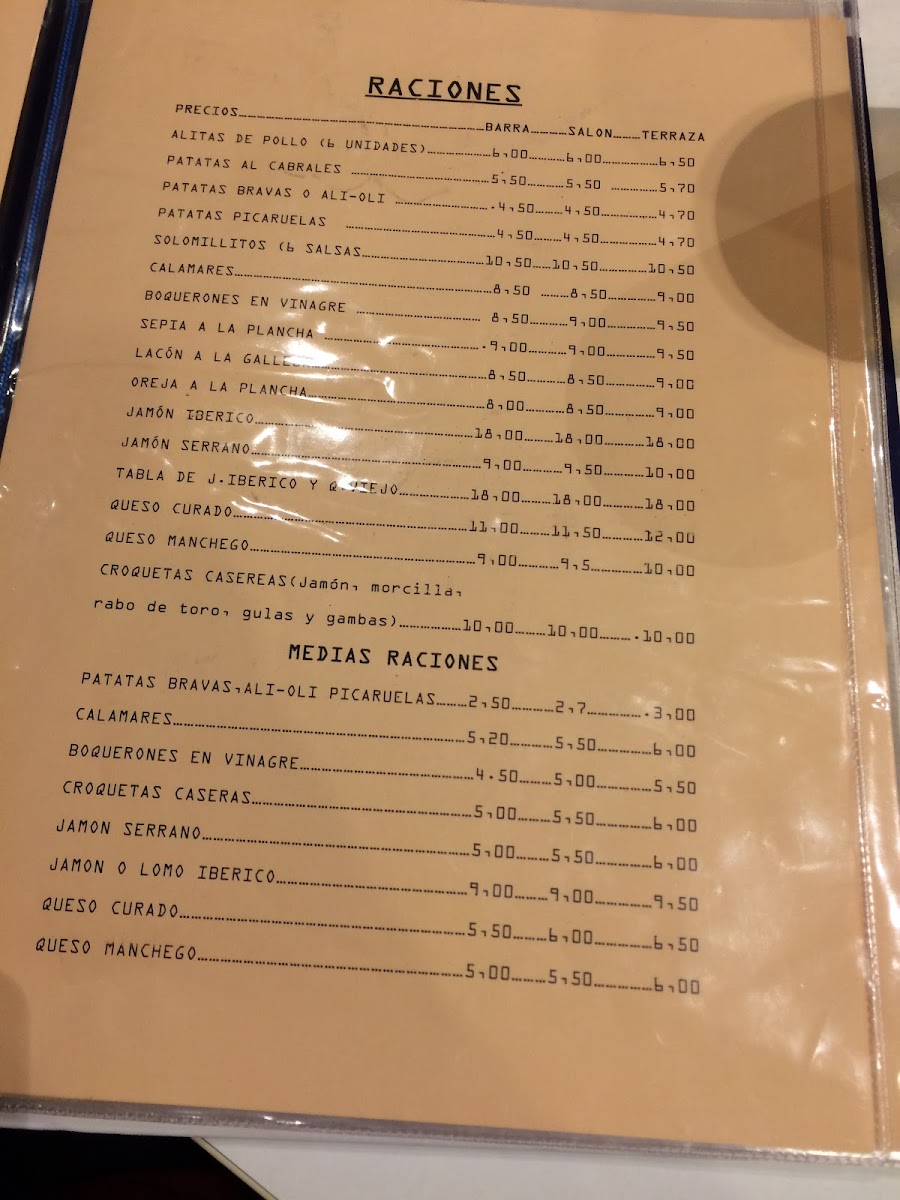 RACIONES
PRECIOS……………BARRA………SALON………TERRAZA
ALITAS DE POLLO (6 UNIDADES)……………6,00…………6,00……………6,50
PATATAS AL CABRALES ……………5,50…………5,50 …………5,70
PATATAS BRAVAS O ALI-OLI …………….4,50………4,50……………4,70
PATATAS PICARUELAS ……………4,50………4,50……………4,70
SOLOMILLITOS (6 SALSAS……………10,50……10,50…………10,50
CALAMARES……………8,50 ………8,50……………9,00
BOQUERONES EN VINAGRE …………… 8,50…………9,00……………9,50
SEPIA A LA PLANCHA …………….9,00…………9,00……………9,50
LACÓN A LA GALLEGA……………8,50…………8,50……………9,00
OREJA A LA PLANCHA……………8,00…………8,50……………9,00
JAMÓN IBERICO……………18,00………18,00…………18,00
JAMÓN SERRANO……………9,00…………9,50…………10,00
TABLA DE J.IBERICO Y Q.VIEJO……………18,00………18,00…………18,00
QUESO CURADO……………11,00………11,50…………12,00
QUESO MANCHEGO……………9,00…………9,5……………10,00
CROQUETAS CASEREAS(Jamón, morcilla,
rabo de toro, gulas y gambas)……………10,00………10,00……….10,00
MEDIAS RACIONES
PATATAS BRAVAS,ALI-OLI PICARUELAS………2,50…………2,7…………….3,00
CALAMARES……………5,20…………5,50……………6,00
BOQUERONES EN VINAGRE……………4.50………5,00……………5,50
CROQUETAS CASERAS……………5,00………5,50……………6,00
JAMON SERRANO……………5,00………5,50……………6,00
JAMON O LOMO IBERICO……………9,00………9,00……………9,50
QUESO CURADO……………5,50………6,00……………6,50
QUESO MANCHEGO……………5,00………5,50……………6,00